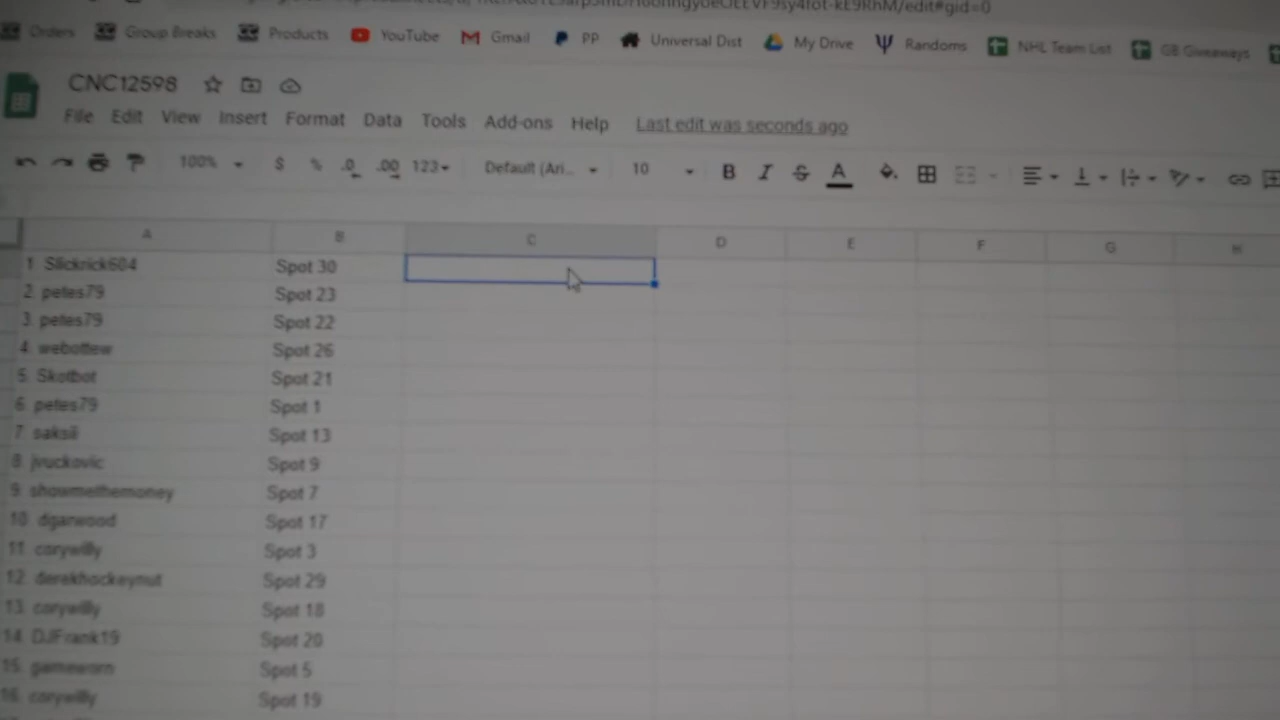 Orders Group Breaks Products YouTube Gmail PP Universal Dist My Drive Randoms NHL Team List GB Giveaways
CNC12598
File Edit View Insert Format Data Tools Add-ons Help Last edit was seconds ago
100% $ % .0 .00 123 Default (Ari... 10 B I S A
A B C D E F G H
1 Slickrick604 Spot 30
2 petes79 Spot 23
3 petes79 Spot 22
4 webottew Spot 26
5 Skotbot Spot 21
6 petes79 Spot 1
7 saksii Spot 13
8 jvuckovic Spot 9
9 showmethemoney Spot 7
10 dgarwood Spot 17
11 corywilly Spot 3
12 derekhockeynut Spot 29
13 corywilly Spot 18
14 DJFrank19 Spot 20
15 gameworn Spot 5
16 corywilly Spot 19